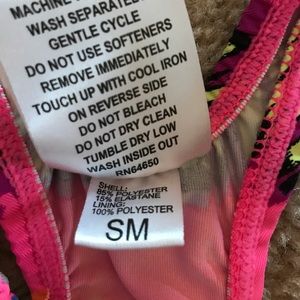 MACHINE
WASH SEPARATELY
GENTLE CYCLE
DO NOT USE SOFTENERS
REMOVE IMMEDIATELY
TOUCH UP WITH COOL IRON
ON REVERSE SIDE
DO NOT BLEACH
DO NOT DRY CLEAN
TUMBLE DRY LOW
WASH INSIDE OUT
RN64650
SHELL:
85% POLYESTER
15% ELASTANE
LINING:
100% POLYESTER
SM